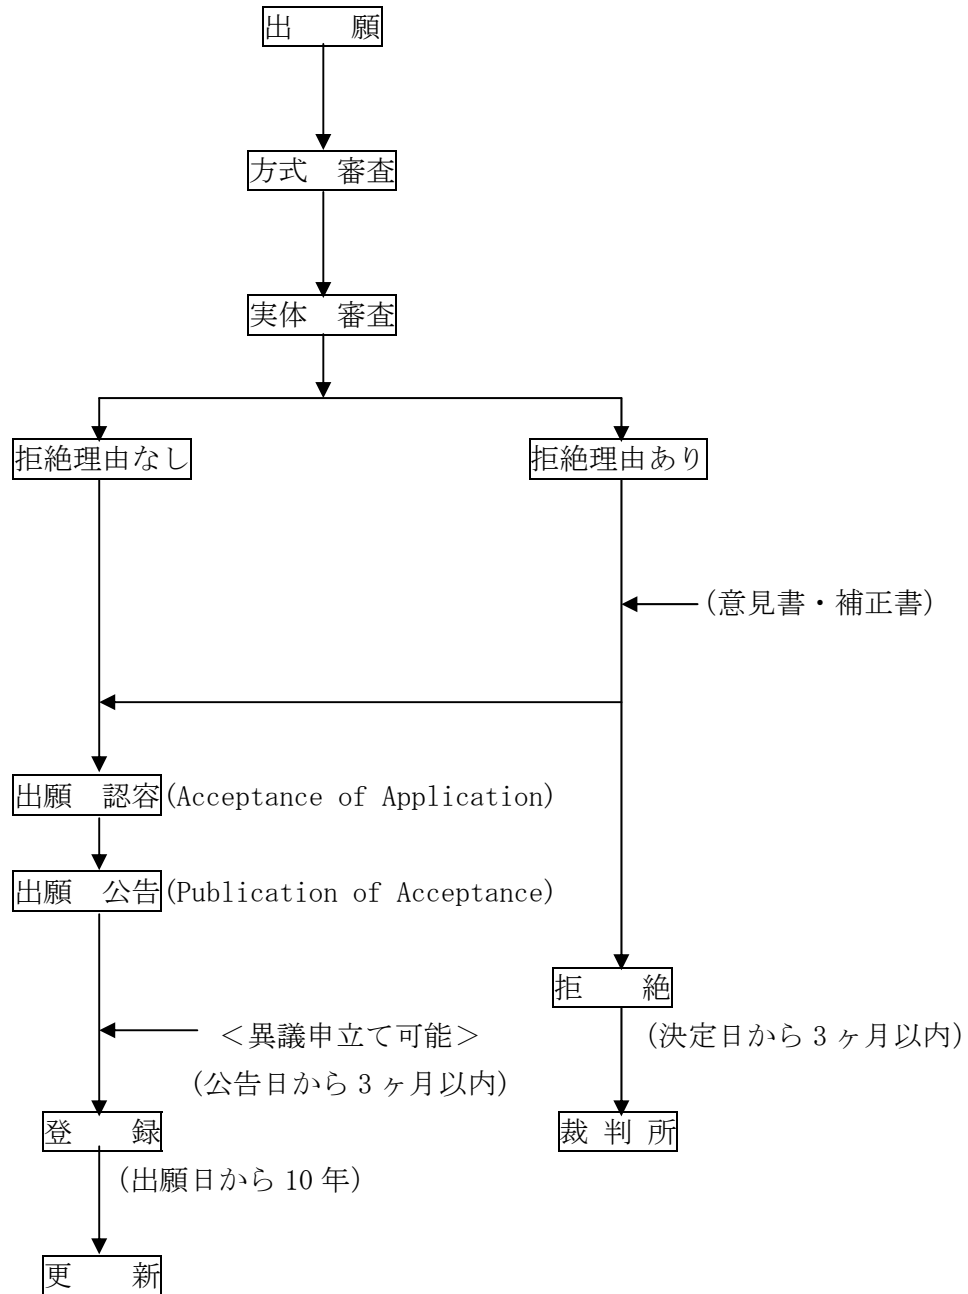 出　願
方式　審査
実体　審査
拒絶理由なし
拒絶理由あり
(意見書・補正書)
出願　認容(Acceptance of Application)
出願　公告(Publication of Acceptance)
拒　絶
＜異議申立て可能＞
(決定日から3ヶ月以内)
(公告日から3ヶ月以内)
登　録
裁 判 所
(出願日から10年)
更　新